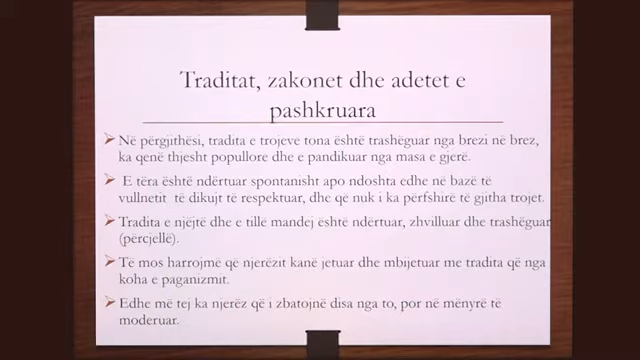 Traditat, zakonet dhe adetet e
pashkruara
Në përgjithësi, tradita e trojeve tona është trashëguar nga brezi në brez,
ka qenë thjesht popullore dhe e pandikuar nga masa e gjerë.
E tëra është ndërtuar spontanisht apo ndoshta edhe në bazë të
vullnetit të dikujt të respektuar, dhe që nuk i ka përfshirë të gjitha trojet.
Tradita e njëjtë dhe e tillë mandej është ndërtuar, zhvilluar dhe trashëguar
(përcjellë).
Të mos harrojmë që njerëzit kanë jetuar dhe mbijetuar me tradita që nga
koha e paganizmit.
Edhe më tej ka njerëz që i zbatojnë disa nga to, por në mënyrë të
moderuar.